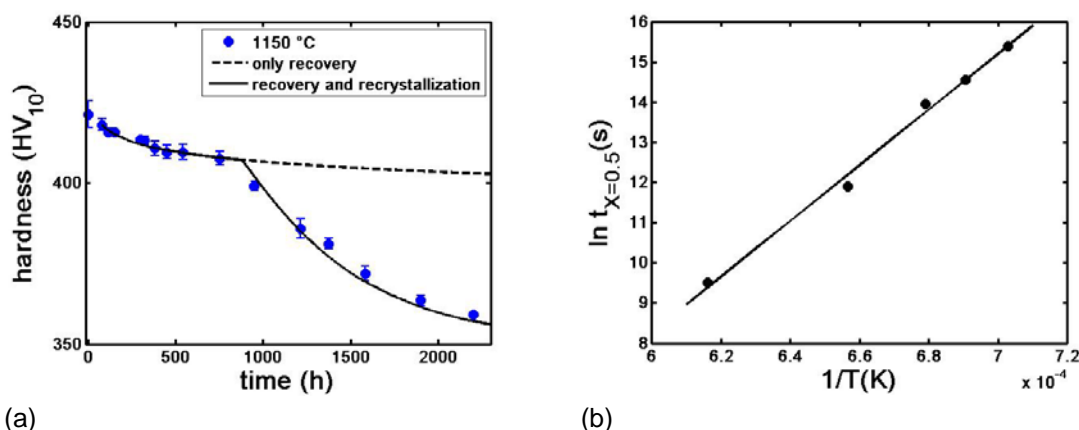 450
400
350
hardness (HV10)
1150 °C
only recovery
recovery and recrystallization
0
500
1000
1500
2000
time (h)
(a)
16
15
14
13
12
11
10
9
8
ln tX=0.5(s)
6
6.2
6.4
6.6
6.8
7
7.2
x 10-4
1/T(K)
(b)